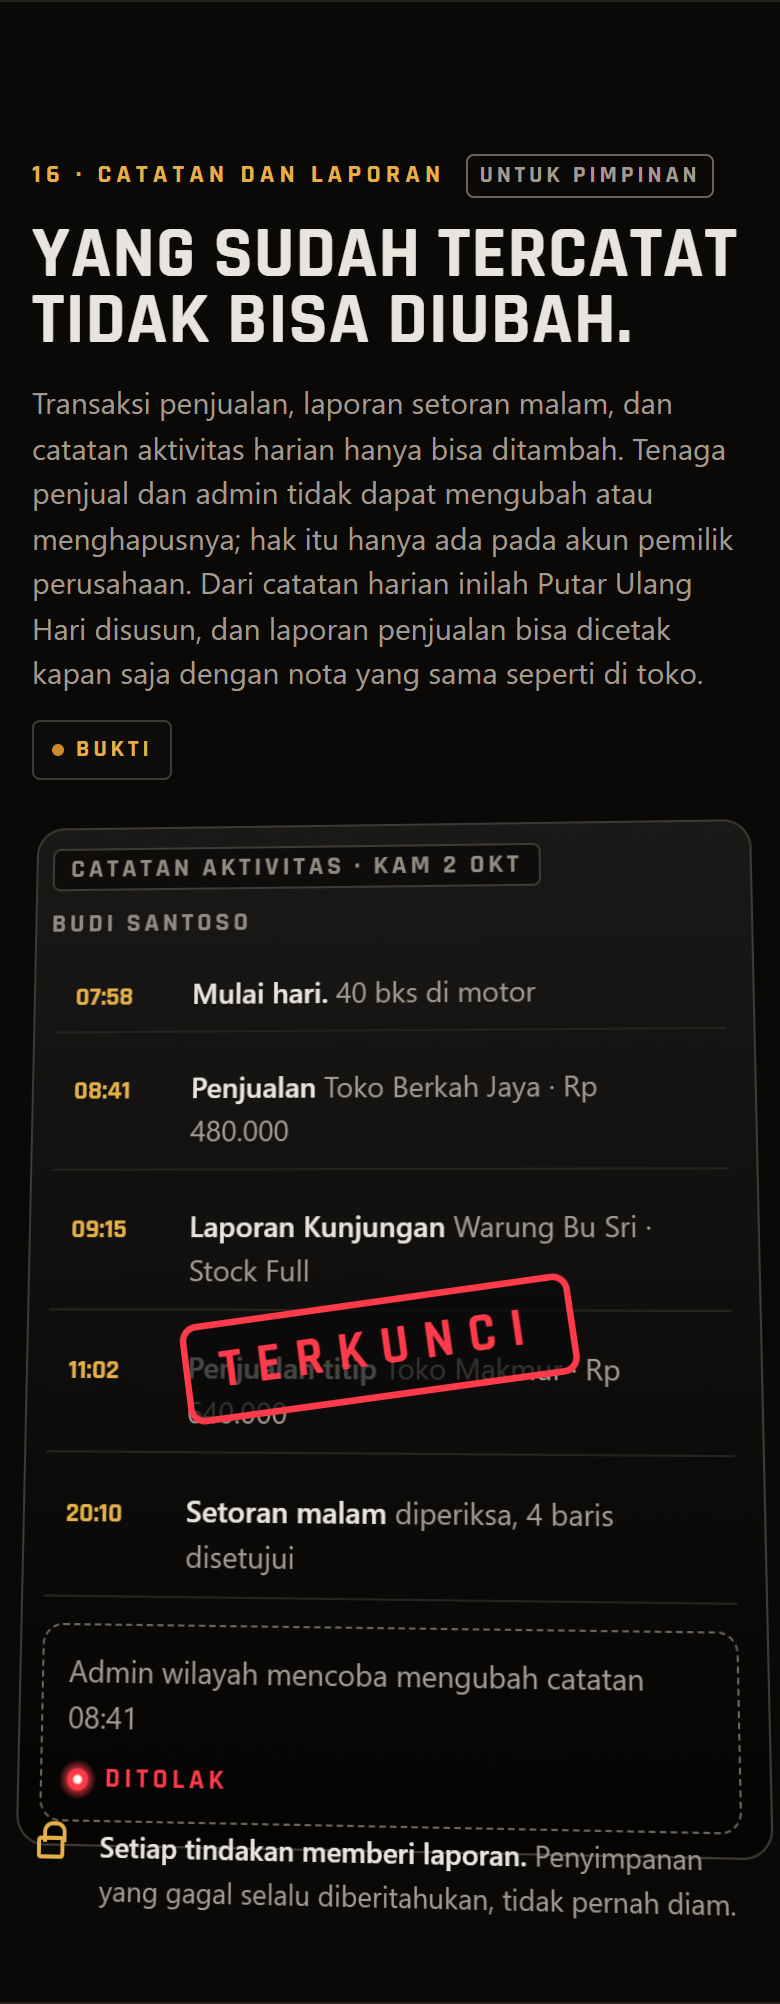 16 · CATATAN DAN LAPORAN
UNTUK PIMPINAN
YANG SUDAH TERCATAT
TIDAK BISA DIUBAH.
Transaksi penjualan, laporan setoran malam, dan
catatan aktivitas harian hanya bisa ditambah. Tenaga
penjual dan admin tidak dapat mengubah atau
menghapusnya; hak itu hanya ada pada akun pemilik
perusahaan. Dari catatan harian inilah Putar Ulang
Hari disusun, dan laporan penjualan bisa dicetak
kapan saja dengan nota yang sama seperti di toko.
BUKTI
CATATAN AKTIVITAS · KAM 2 OKT
BUDI SANTOSO
07:58 Mulai hari. 40 bks di motor
08:41 Penjualan Toko Berkah Jaya · Rp
480.000
09:15 Laporan Kunjungan Warung Bu Sri ·
Stock Full
TERKUNCI
11:02 Penjualan titip Toko Makmur · Rp
640.000
20:10 Setoran malam diperiksa, 4 baris
disetujui
Admin wilayah mencoba mengubah catatan
08:41
DITOLAK
Setiap tindakan memberi laporan. Penyimpanan
yang gagal selalu diberitahukan, tidak pernah diam.